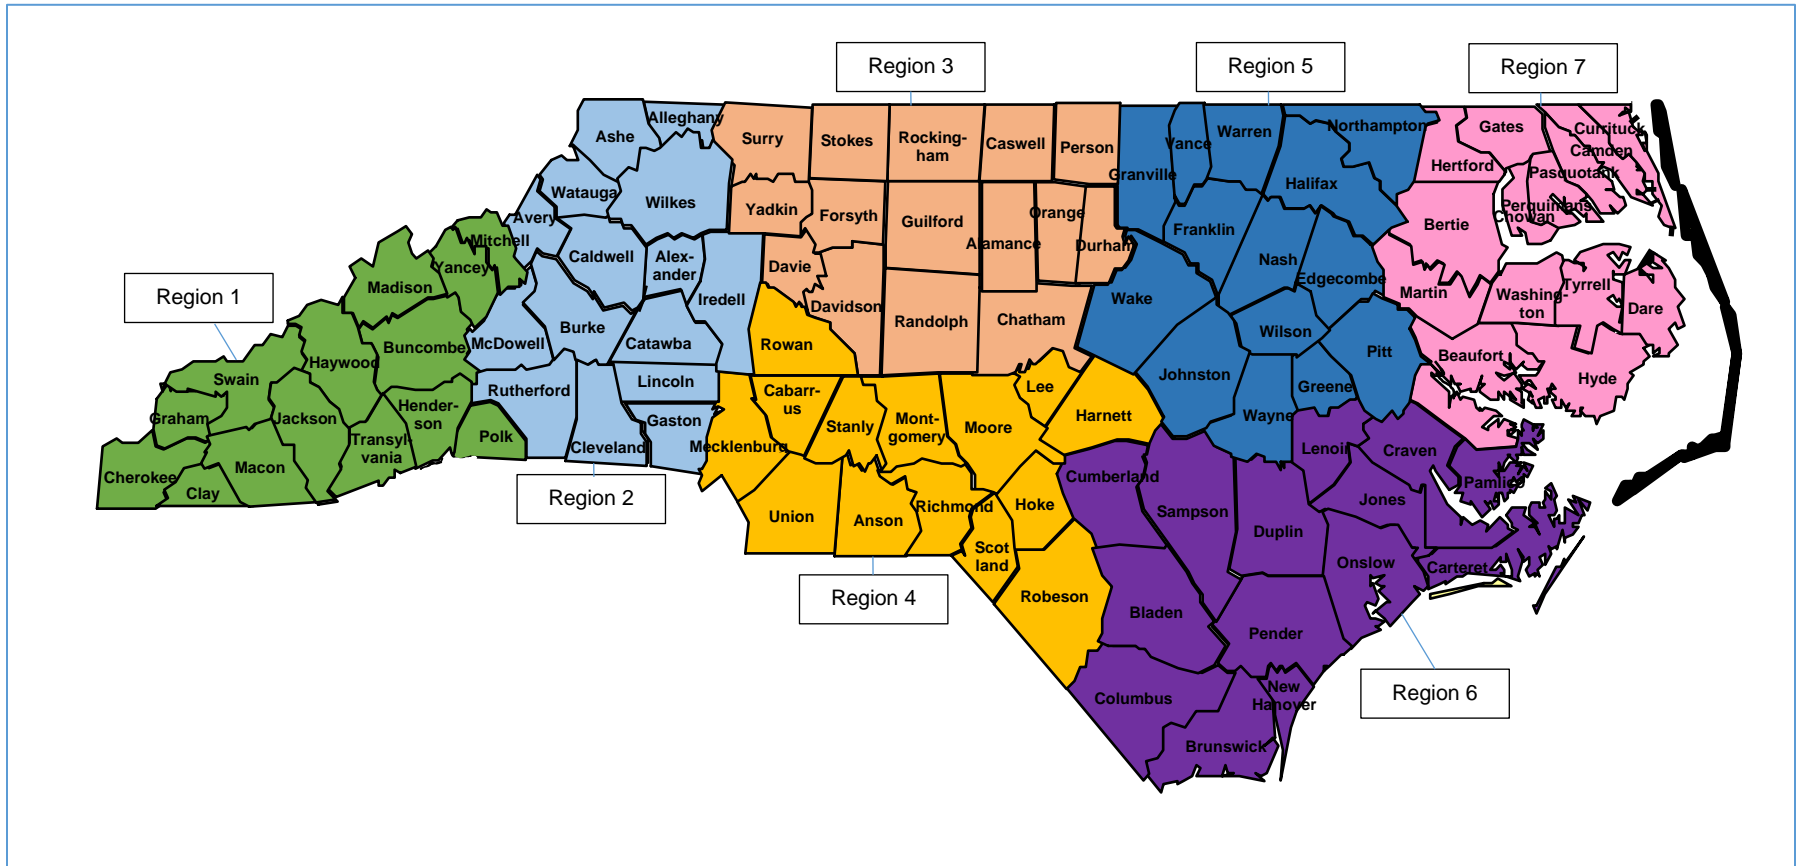 Region 3
Region 5
Region 7
Alleghany
Ashe
Surry
Stokes
Rocking-
ham
Caswell
Person
Granville
Vance
Warren
Northampton
Halifax
Gates
Hertford
Currituck
Camden
Pasquotank
Perquimans
Chowan
Bertie
Watauga
Wilkes
Yadkin
Forsyth
Guilford
Alamance
Orange
Durham
Franklin
Nash
Edgecombe
Martin
Washing-
ton
Tyrrell
Dare
Avery
Mitchell
Yancey
Madison
Caldwell
Alex-
ander
Iredell
Davie
Davidson
Randolph
Chatham
Wake
Wilson
Pitt
Beaufort
Hyde
Region 1
Burke
McDowell
Catawba
Rowan
Johnston
Greene
Wayne
Buncombe
Haywood
Swain
Graham
Jackson
Hender-
son
Transyl-
vania
Polk
Rutherford
Cleveland
Lincoln
Gaston
Mecklenburg
Cabarr-
us
Stanly
Mont-
gomery
Moore
Lee
Harnett
Lenoir
Craven
Pamlico
Jones
Cherokee
Clay
Macon
Region 2
Union
Anson
Richmond
Hoke
Scot
land
Cumberland
Sampson
Duplin
Onslow
Carteret
Region 4
Robeson
Bladen
Pender
Region 6
Columbus
New
Hanover
Brunswick